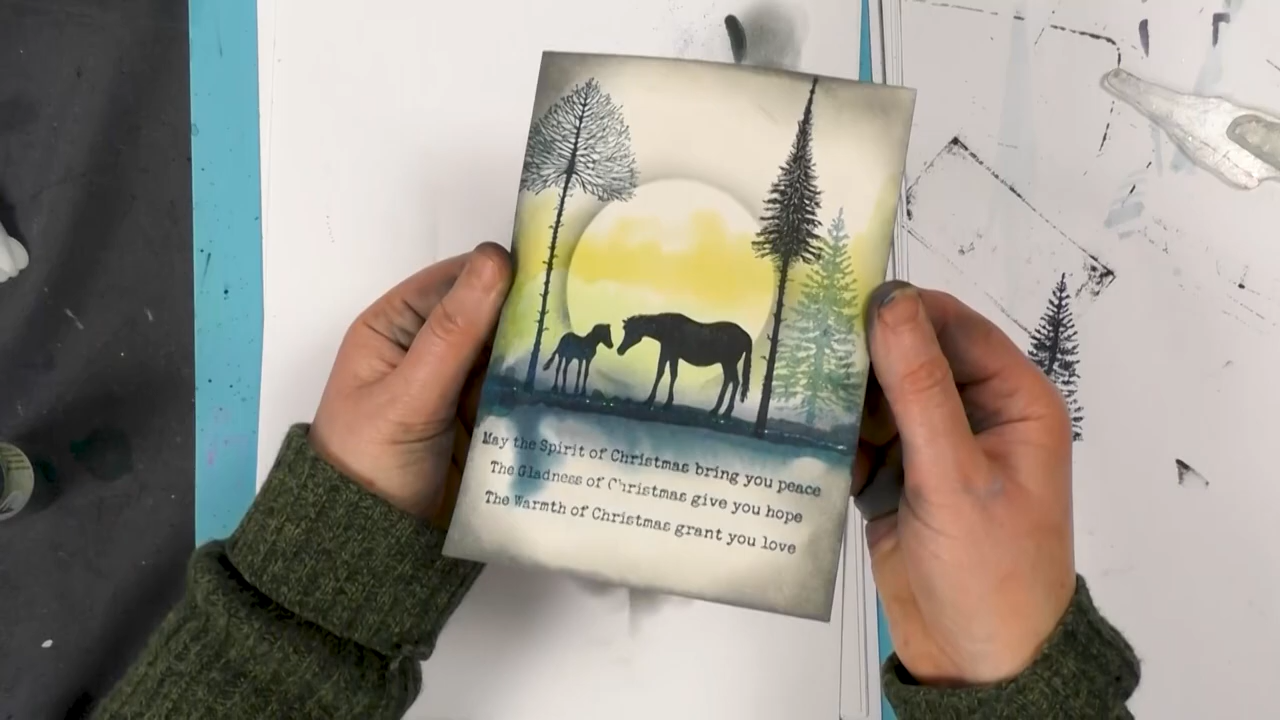 May the Spirit of Christmas bring you peace
The Gladness of Christmas give you hope
The Warmth of Christmas grant you love